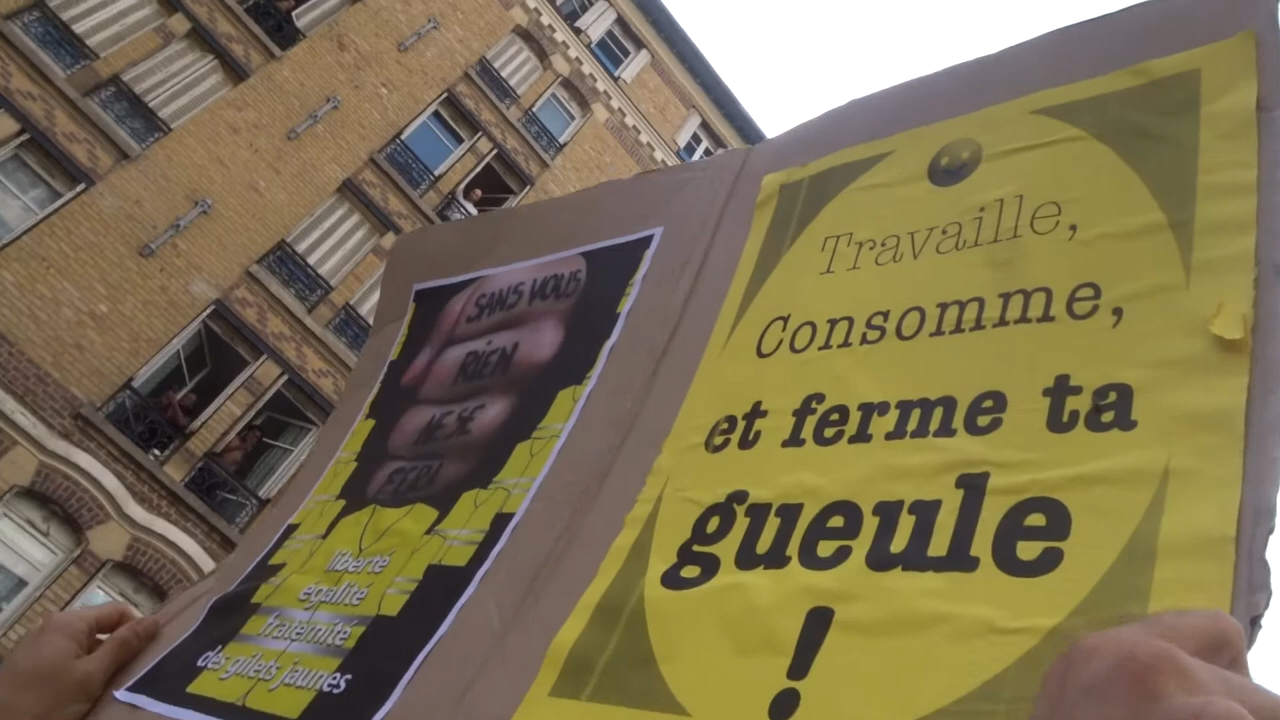 SANS VOUS
RIEN
NE SE
FERA
liberté
égalité
fraternité
des gilets jaunes
Travaille,
Consomme,
et ferme ta
gueule
!